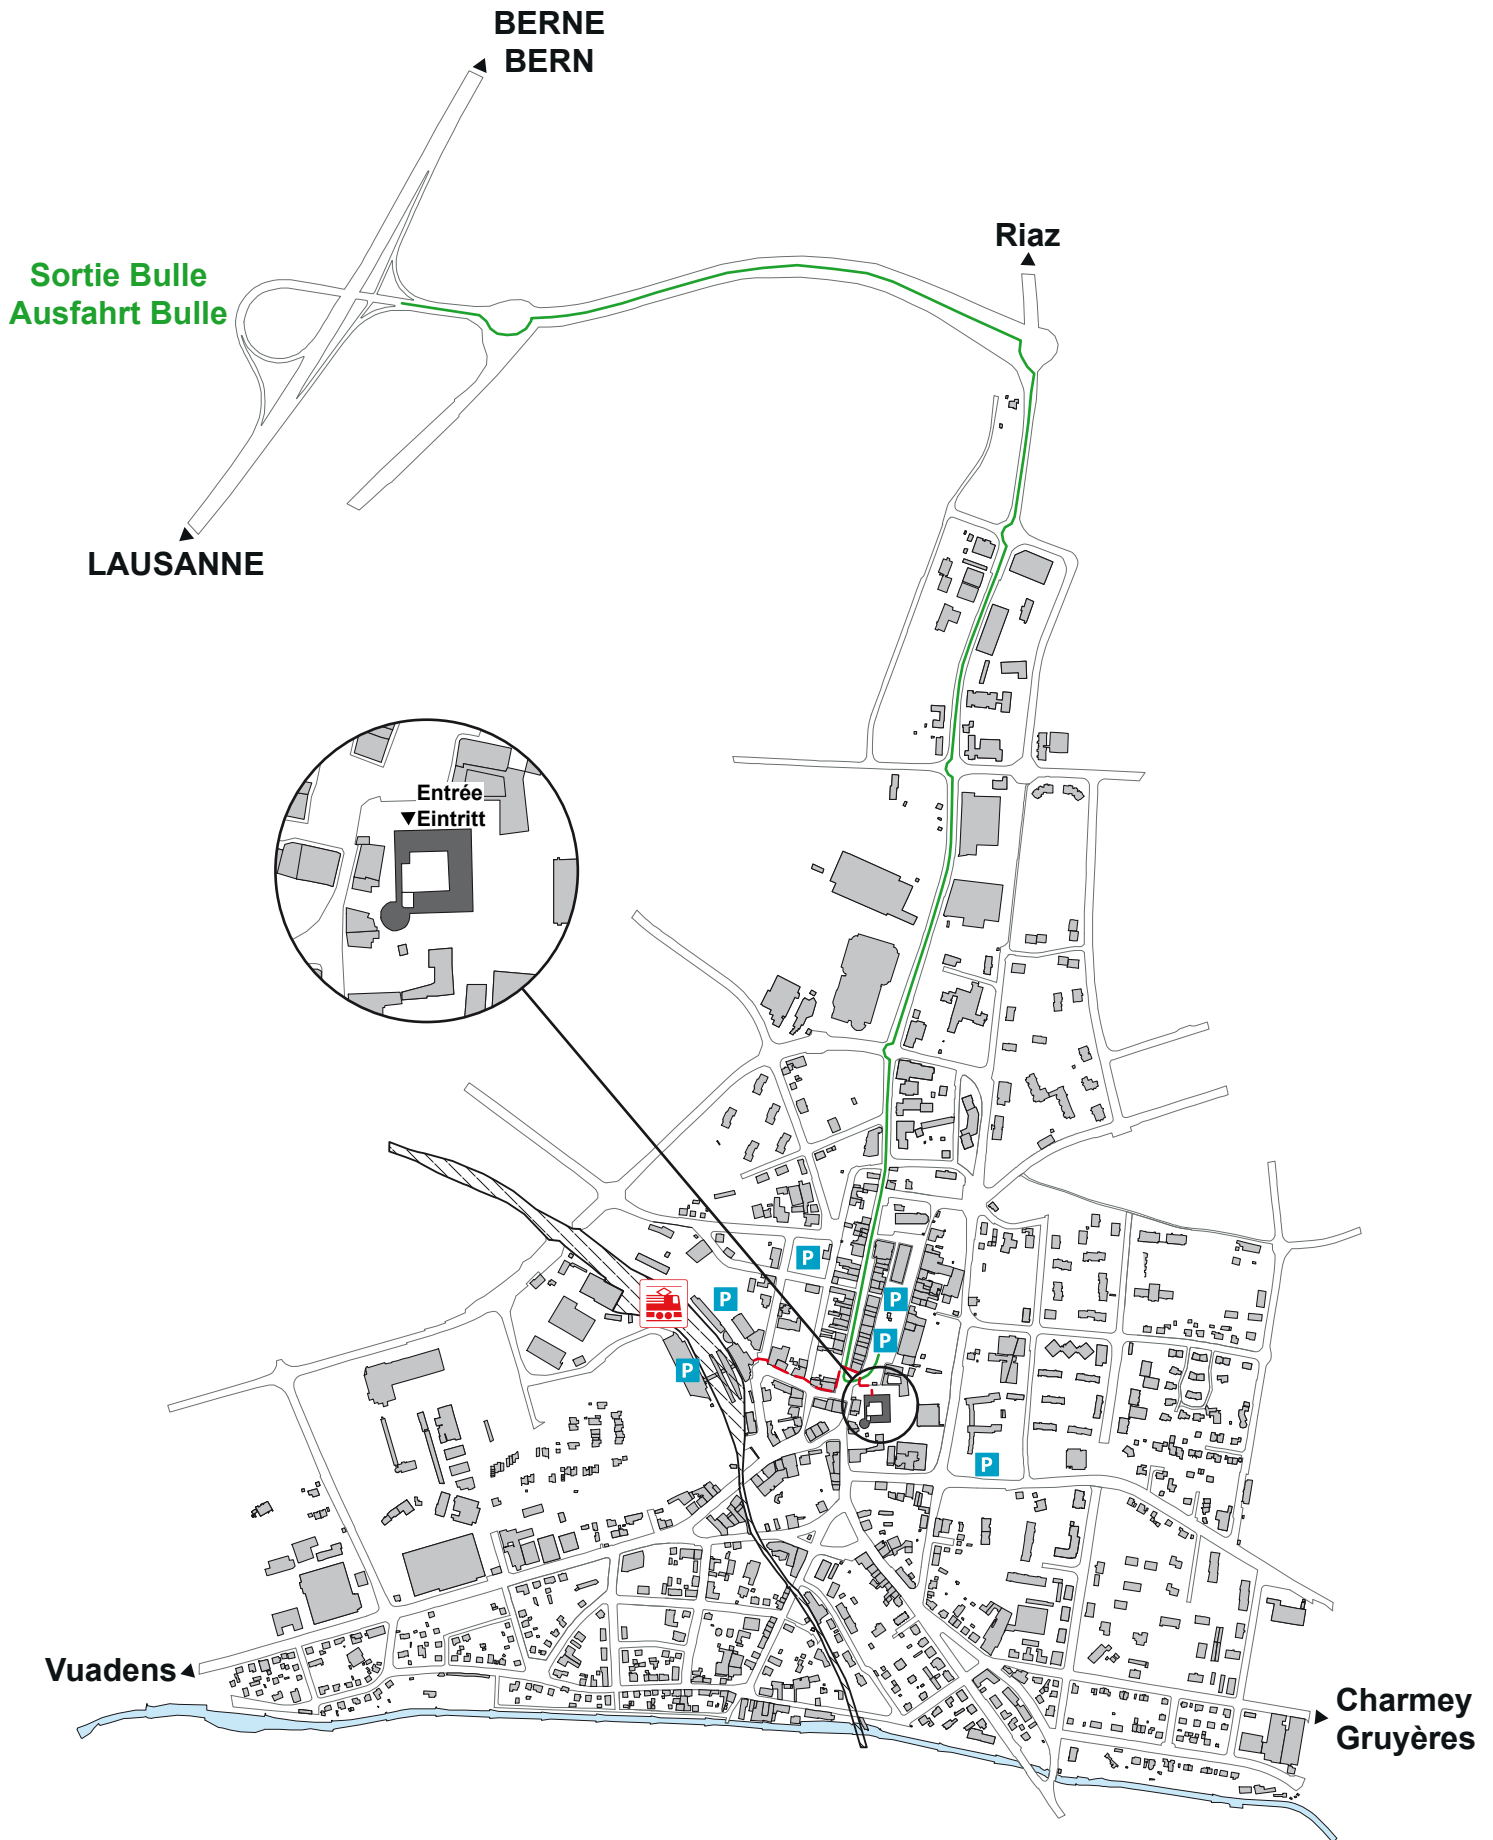 BERNE
BERN
Riaz
Sortie Bulle
Ausfahrt Bulle
LAUSANNE
Entrée
Eintritt
P
P
P
P
P
P
Vuadens
Charmey
Gruyères